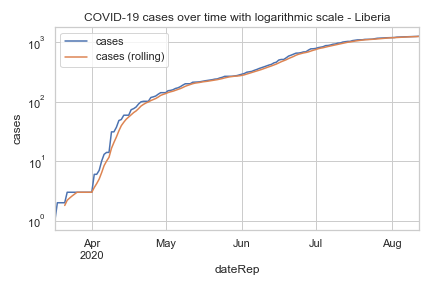 COVID-19 cases over time with logarithmic scale - Liberia
cases
cases (rolling)
10³
10²
10¹
10⁰
cases
Apr
2020
May
Jun
Jul
Aug
dateRep